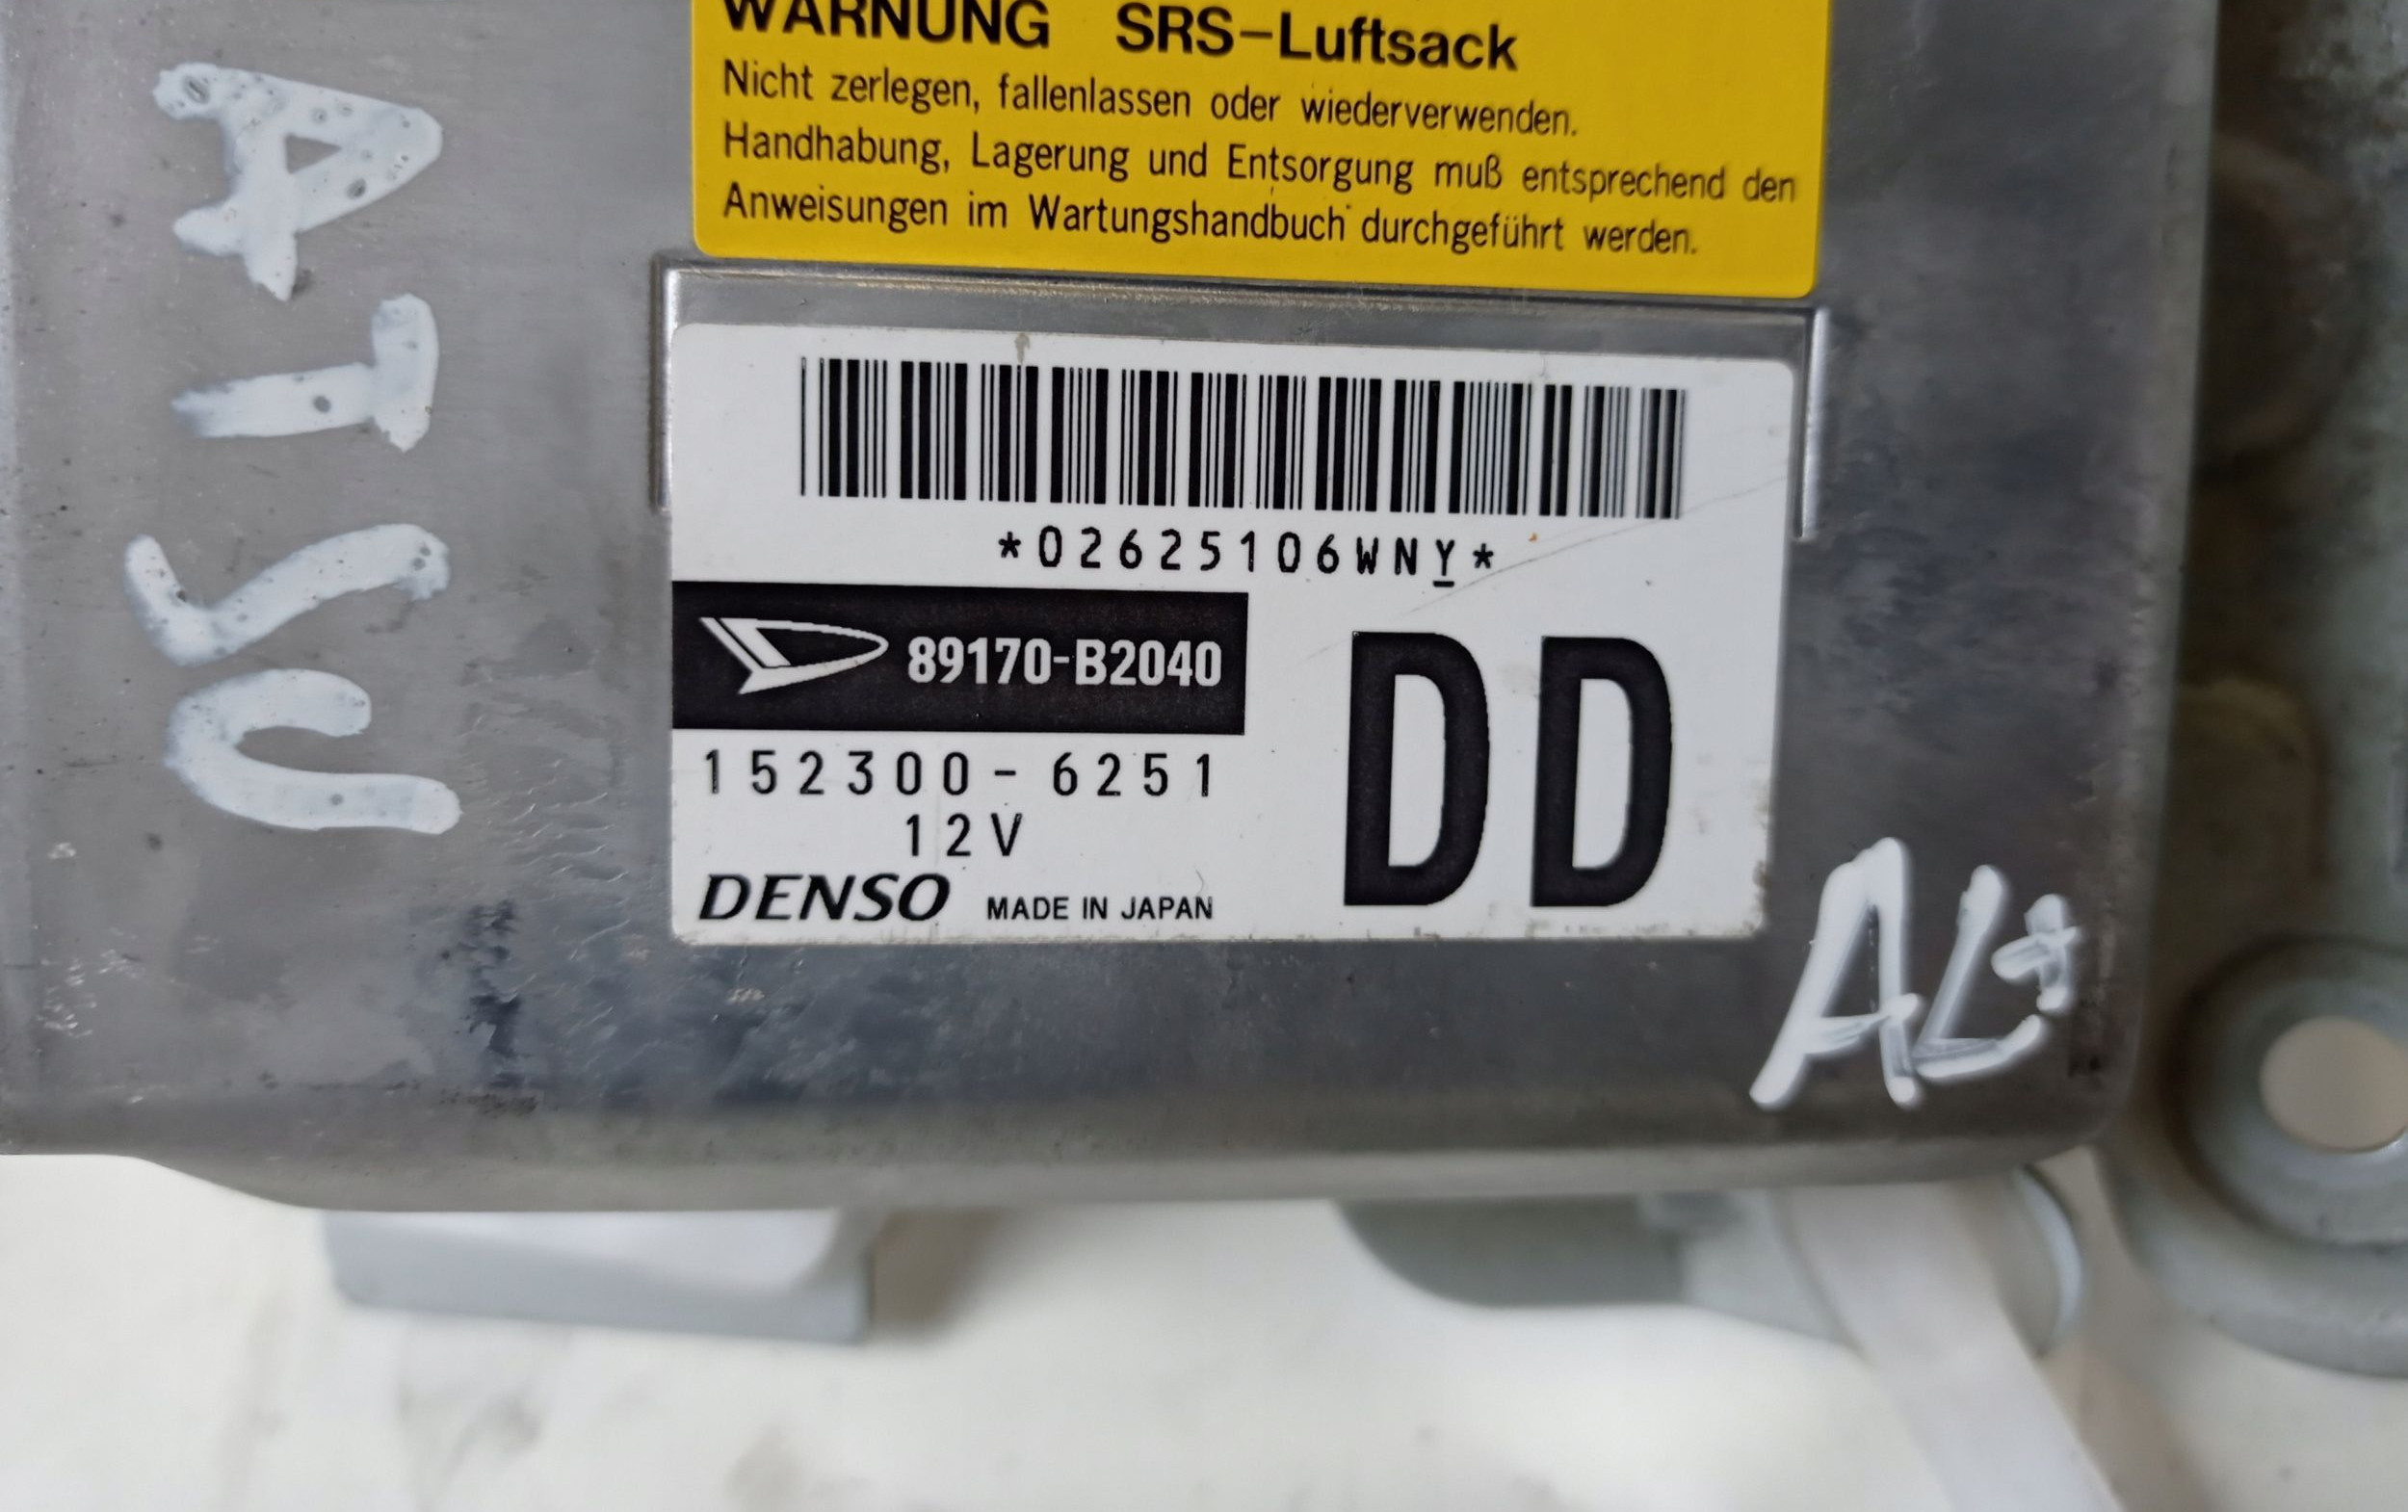 WARNUNG SRS-Luftsack
Nicht zerlegen, fallenlassen oder wiederverwenden.
Handhabung, Lagerung und Entsorgung muß entsprechend den
Anweisungen im Wartungshandbuch durchgeführt werden.
*02625106WNY*
89170-B2040
152300-6251
12V
DENSO MADE IN JAPAN
DD